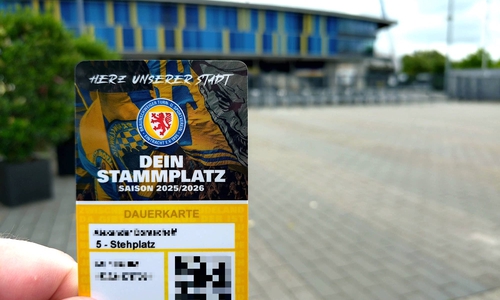 HERZ UNSERER STADT
DEIN
STAMMPLATZ
SAISON 2025/2026
DAUERKARTE
5 - Stehplatz